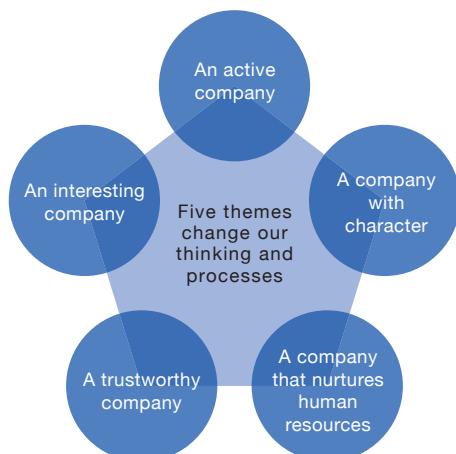 An active
company
An interesting
company
A company
with
character
Five themes
change our
thinking and
processes
A trustworthy
company
A company
that nurtures
human
resources